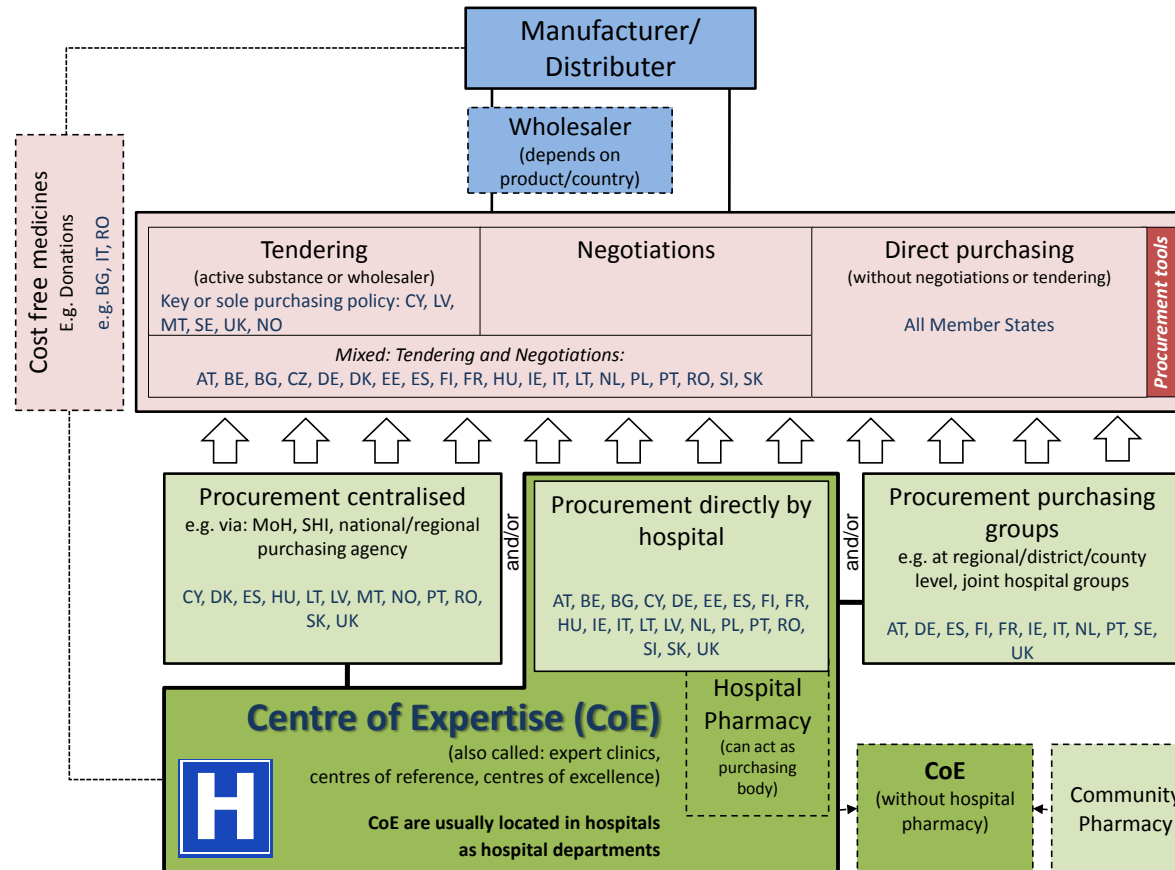 Manufacturer/
Distributer
Wholesaler
(depends on
product/country)
Cost free medicines
E.g. Donations
e.g. BG, IT, RO
Tendering
(active substance or wholesaler)
Key or sole purchasing policy: CY, LV,
MT, SE, UK, NO
Negotiations
Direct purchasing
(without negotiations or tendering)
All Member States
Procurement tools
Mixed: Tendering and Negotiations:
AT, BE, BG, CZ, DE, DK, EE, ES, FI, FR, HU, IE, IT, LT, NL, PL, PT, RO, SI, SK
Procurement centralised
e.g. via: MoH, SHI, national/regional
purchasing agency
CY, DK, ES, HU, LT, LV, MT, NO, PT, RO,
SK, UK
and/or
Procurement directly by
hospital
AT, BE, BG, CY, DE, EE, ES, FI, FR,
HU, IE, IT, LT, LV, NL, PL, PT, RO,
SI, SK, UK
and/or
Procurement purchasing
groups
e.g. at regional/district/county
level, joint hospital groups
AT, DE, ES, FI, FR, IE, IT, NL, PT, SE,
UK
Centre of Expertise (CoE)
(also called: expert clinics,
centres of reference, centres of excellence)
CoE are usually located in hospitals
as hospital departments
H
Hospital
Pharmacy
(can act as
purchasing
body)
CoE
(without hospital
pharmacy)
Community
Pharmacy